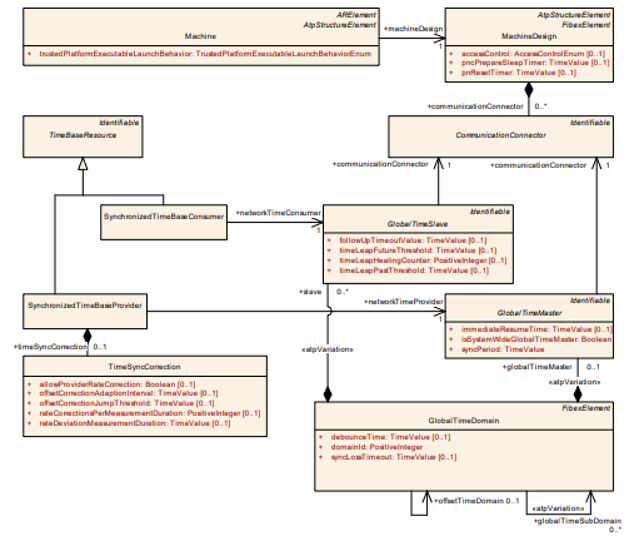 ARElement
AtpStructureElement
Machine
+ trustedPlatformExecutableLaunchBehavior: TrustedPlatformExecutableLaunchBehaviorEnum
+machineDesign
1
AtpStructureElement
FibexElement
MachineDesign
+ accessControl: AccessControlEnum [0..1]
+ pncPrepareSleepTimer: TimeValue [0..1]
+ pnResetTimer: TimeValue [0..1]
+communicationConnector 0..*
Identifiable
TimeBaseResource
Identifiable
CommunicationConnector
+communicationConnector 1
+communicationConnector 1
SynchronizedTimeBaseConsumer
+networkTimeConsumer
1
Identifiable
GlobalTimeSlave
+ followUpTimeoutValue: TimeValue [0..1]
+ timeLeapFutureThreshold: TimeValue [0..1]
+ timeLeapHealingCounter: PositiveInteger [0..1]
+ timeLeapPastThreshold: TimeValue [0..1]
+slave 0..*
SynchronizedTimeBaseProvider
+networkTimeProvider
1
Identifiable
GlobalTimeMaster
+ immediateResumeTime: TimeValue [0..1]
+ isSystemWideGlobalTimeMaster: Boolean
+ syncPeriod: TimeValue
+timeSyncCorrection 0..1
TimeSyncCorrection
+ allowProviderRateCorrection: Boolean [0..1]
+ offsetCorrectionAdaptionInterval: TimeValue [0..1]
+ offsetCorrectionJumpThreshold: TimeValue [0..1]
+ rateCorrectionsPerMeasurementDuration: PositiveInteger [0..1]
+ rateDeviationMeasurementDuration: TimeValue [0..1]
«atpVariation»
+globalTimeMaster 0..1
«atpVariation»
FibexElement
GlobalTimeDomain
+ debounceTime: TimeValue [0..1]
+ domainId: PositiveInteger
+ syncLossTimeout: TimeValue [0..1]
+offsetTimeDomain 0..1
«atpVariation»
+globalTimeSubDomain
0..*